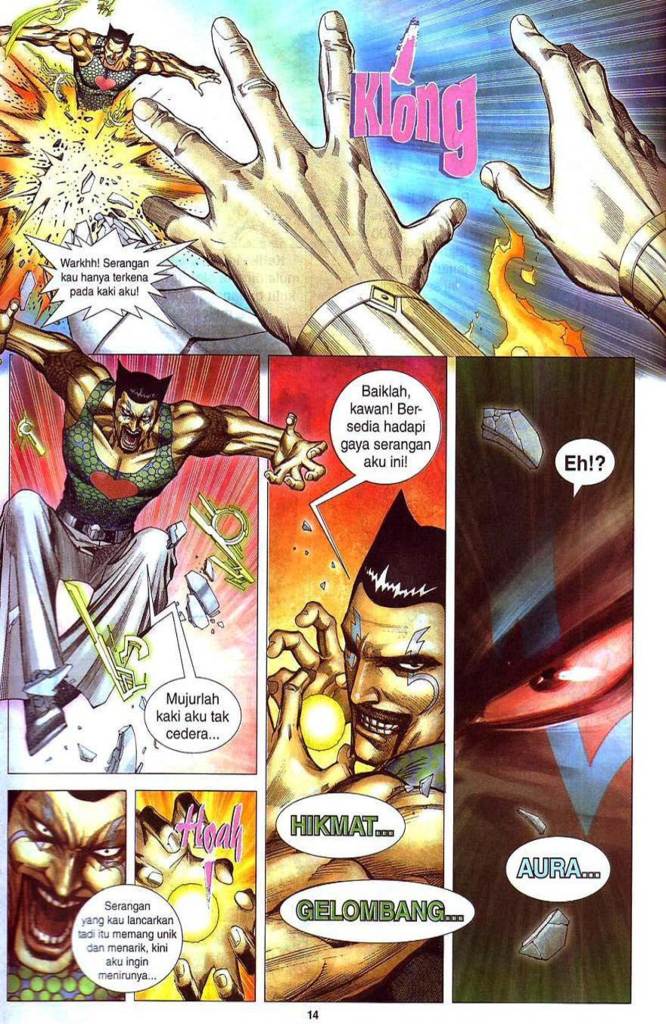 Klong!
Warkhh! Serangan
kau hanya terkena
pada kaki aku!
Mujurlah
kaki aku tak
cedera...
Serangan
yang kau lancarkan
tadi itu memang unik
dan menarik, kini
aku ingin
menirunya...
Hoah!
Baiklah,
kawan! Ber-
sedia hadapi
gaya serangan
aku ini!
HIKMAT...
GELOMBANG...
Eh!?
AURA...
14